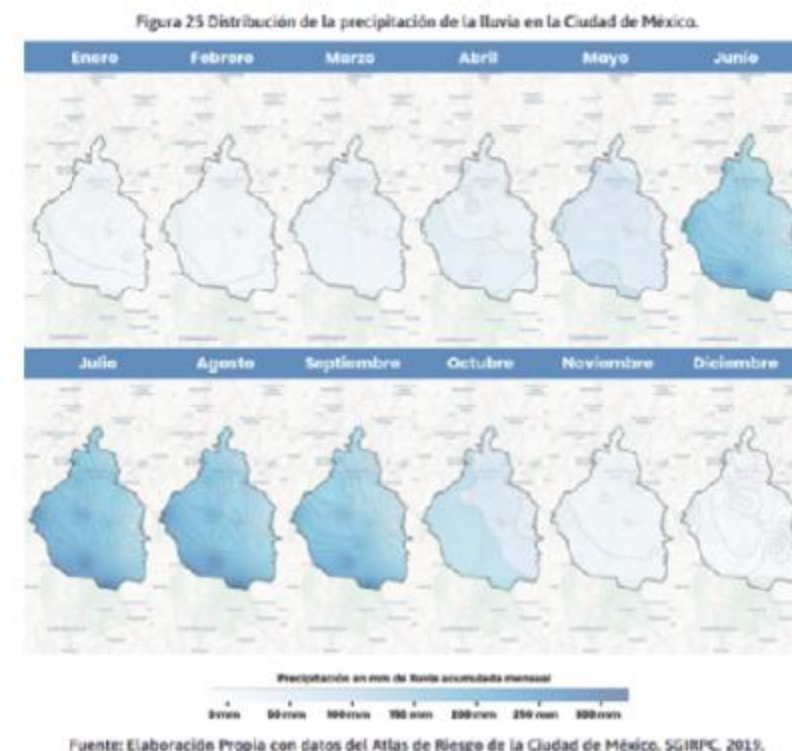 Figura 25 Distribución de la precipitación de la lluvia en la Ciudad de México.
Enero Febrero Marzo Abril Mayo Junio
Julio Agosto Septiembre Octubre Noviembre Diciembre
Precipitación en mm de lluvia acumulada mensual
0 mm 50 mm 100 mm 150 mm 200 mm 250 mm 300 mm
Fuente: Elaboración Propia con datos del Atlas de Riesgo de la Ciudad de México. SGIRPC, 2019.